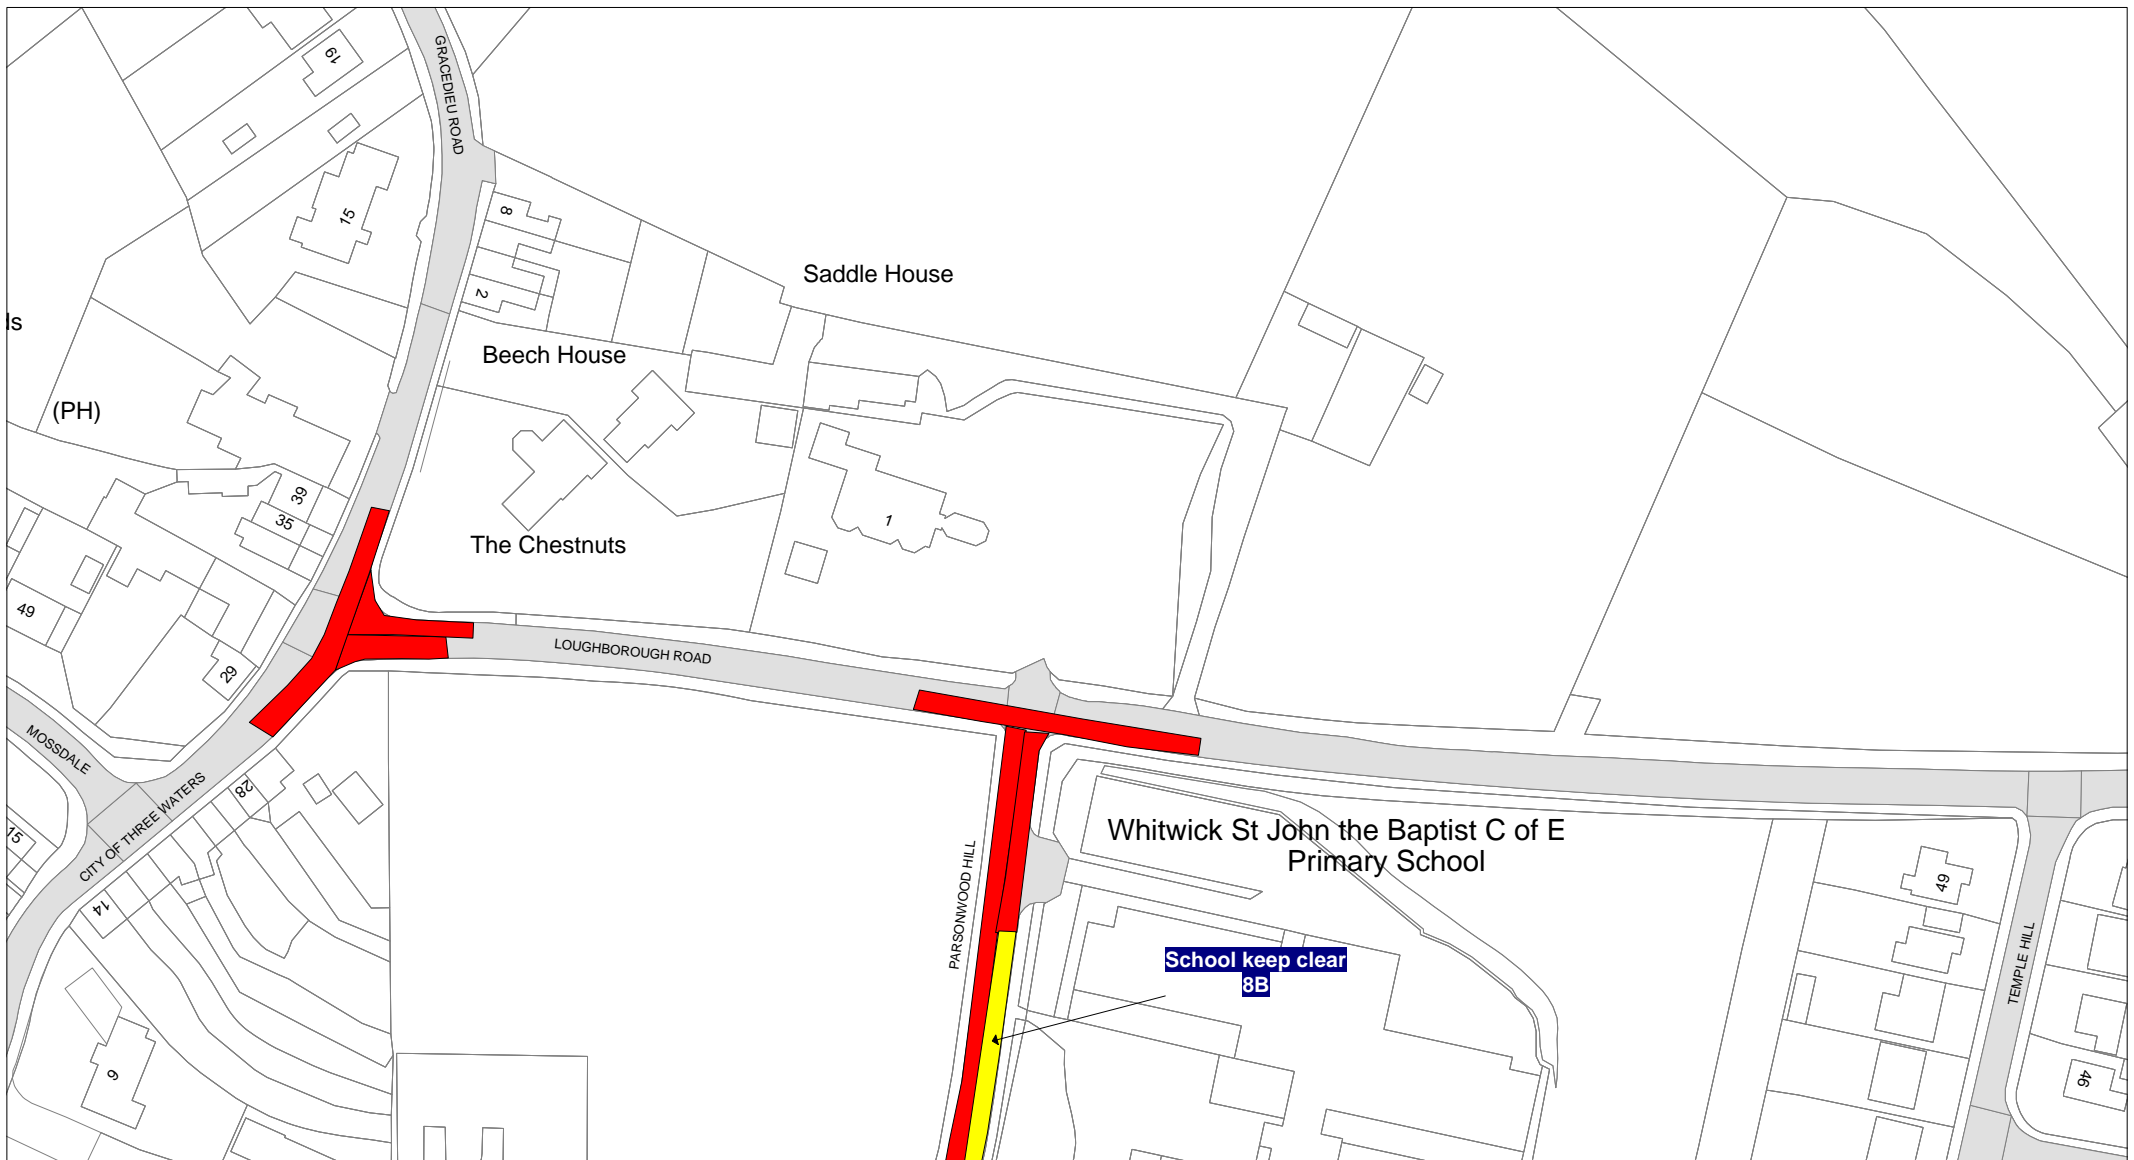 GRACEDIEU ROAD
19
15
8
2
Saddle House
Beech House
(PH)
39
35
1
The Chestnuts
49
29
LOUGHBOROUGH ROAD
MOSSDALE
CITY OF THREE WATERS
28
15
14
6
PARSONWOOD HILL
Whitwick St John the Baptist C of E
Primary School
School keep clear
8B
49
TEMPLE HILL
46